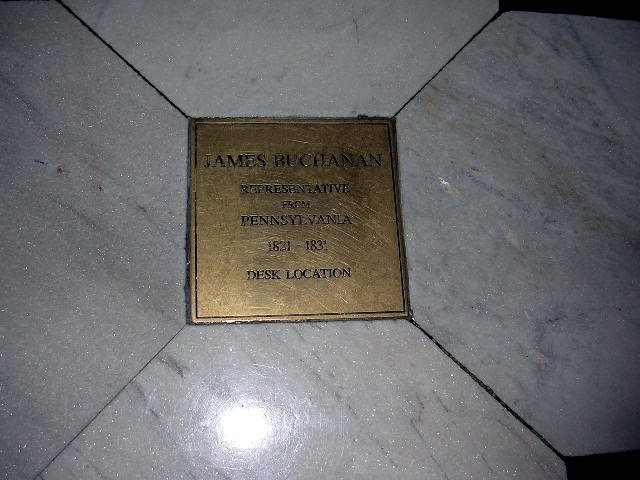 JAMES BUCHANAN
REPRESENTATIVE
FROM
PENNSYLVANIA
1821 - 1831
DESK LOCATION